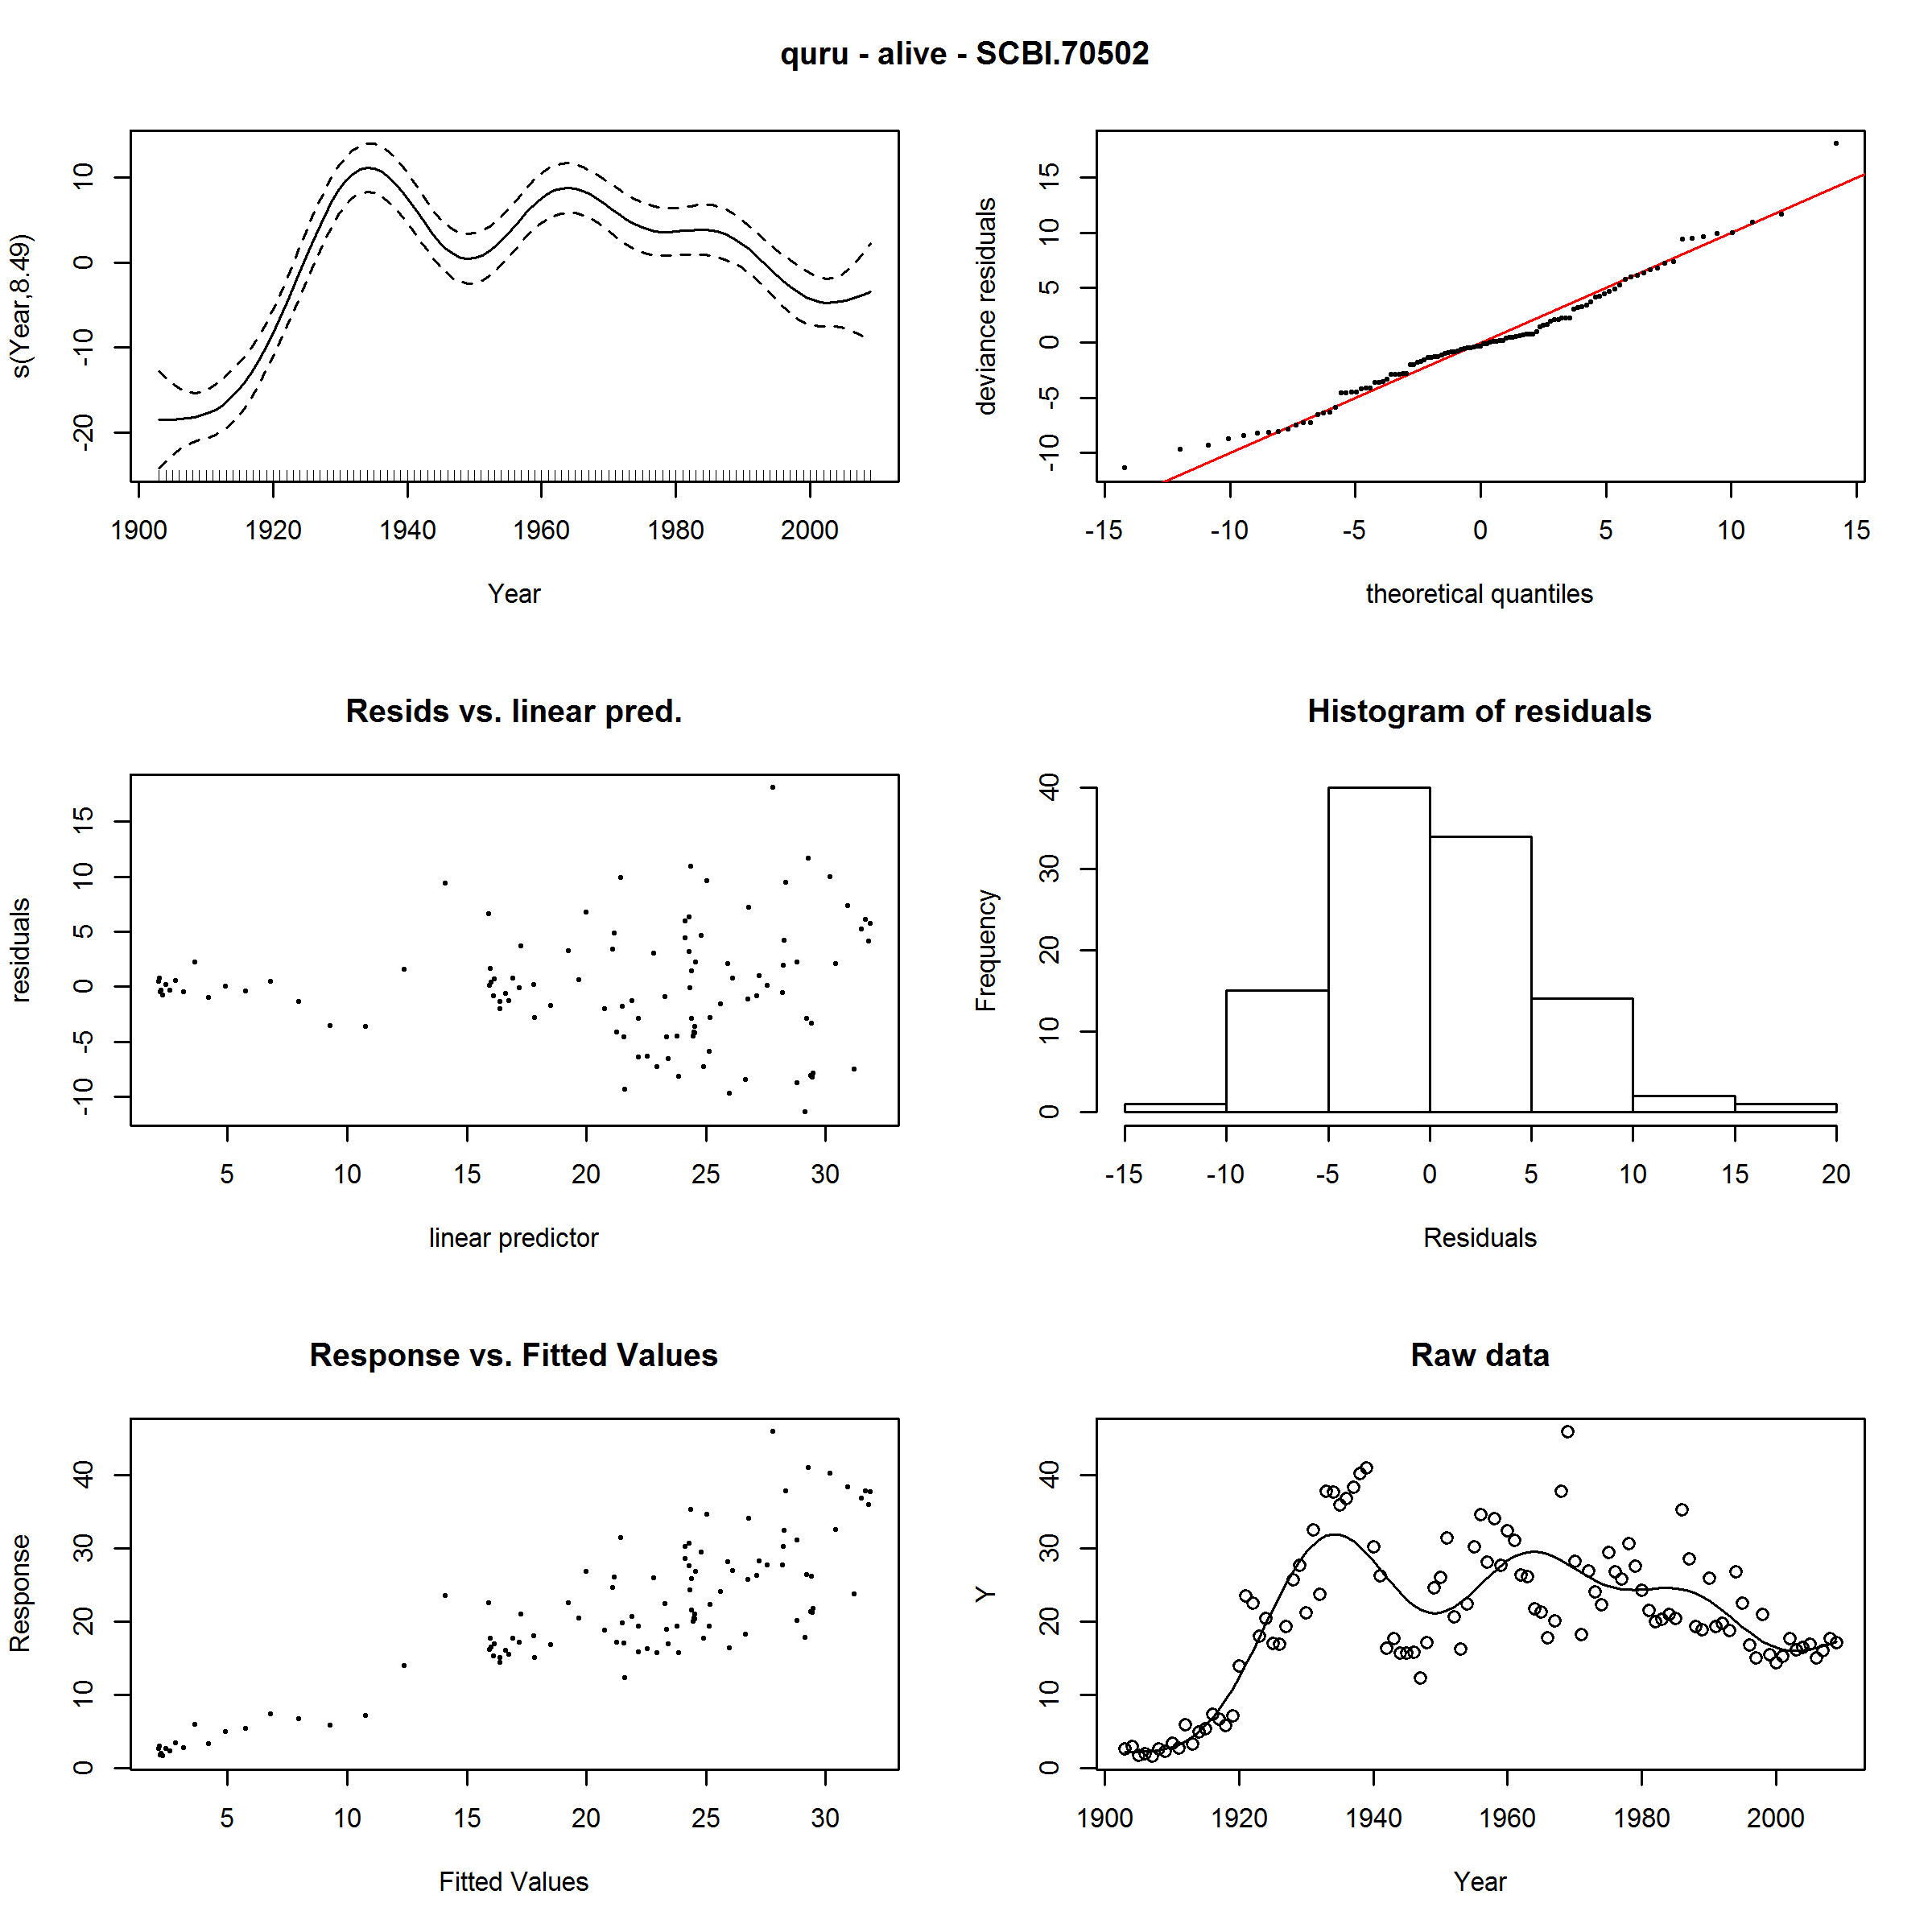 quru - alive - SCBI.70502
s(Year,8.49)
10
0
-10
-20
1900 1920 1940 1960 1980 2000
Year
deviance residuals
15
10
5
0
-5
-10
-15 -10 -5 0 5 10 15
theoretical quantiles
Resids vs. linear pred.
residuals
15
10
5
0
-5
-10
5 10 15 20 25 30
linear predictor
Histogram of residuals
Frequency
40
30
20
10
0
-15 -10 -5 0 5 10 15 20
Residuals
Response vs. Fitted Values
Response
40
30
20
10
0
5 10 15 20 25 30
Fitted Values
Raw data
Y
40
30
20
10
0
1900 1920 1940 1960 1980 2000
Year